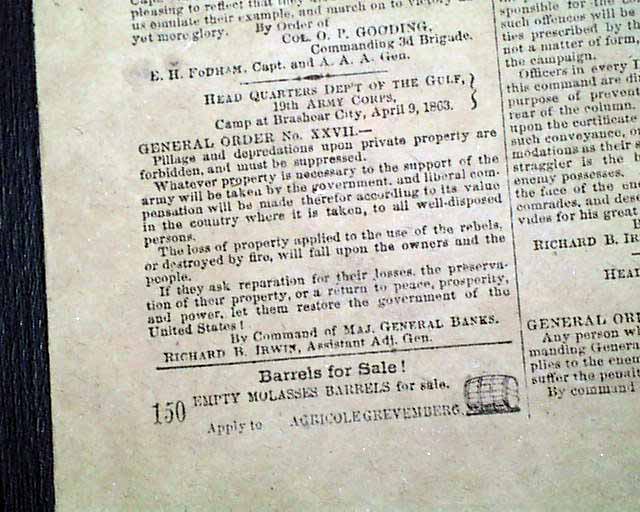 pleasing to reflect that they
us emulate their example, and march on to victory
yet more glory. By Order of
COL. O. P. GOODING,
Commanding 3d Brigade.
E. H. FODHAM, Capt. and A. A. A. Gen.
HEAD QUARTERS DEP'T OF THE GULF, }
19th ARMY CORPS,
Camp at Brashear City, April 9, 1863.
GENERAL ORDER NO. XXVII.—
Pillage and depredations upon private property are
forbidden, and must be suppressed.
Whatever property is necessary to the support of the
army will be taken by the government, and liberal com-
pensation will be made therefor according to its value
in the country where it is taken, to all well-disposed
persons.
The loss of property applied to the use of the rebels,
or destroyed by fire, will fall upon the owners and the
people.
If they ask reparation for their losses, the preserva-
tion of their property, or a return to peace, prosperity,
and power, let them restore the government of the
United States!
By Command of MAJ. GENERAL BANKS.
RICHARD B. IRWIN, Assistant Adj. Gen.
Barrels for Sale!
150 EMPTY MOLASSES BARRELS for sale.
Apply to AGRICOLE GREVEMBERG.
sponsible for the
such offences will be
ties prescribed by th
not a matter of form
the campaign.
Officers in every
this command are di
purpose of prevent
rear of the column.
upon the certificate
such conveyance, o
modations as their s
straggler is the
enemy possesses.
the face of the en
comrades, and des
vides for his great
RICHARD B. IR
HEA
GENERAL ORD
Any person w
manding Genera
plies to the ene
suffer the penalt
By command